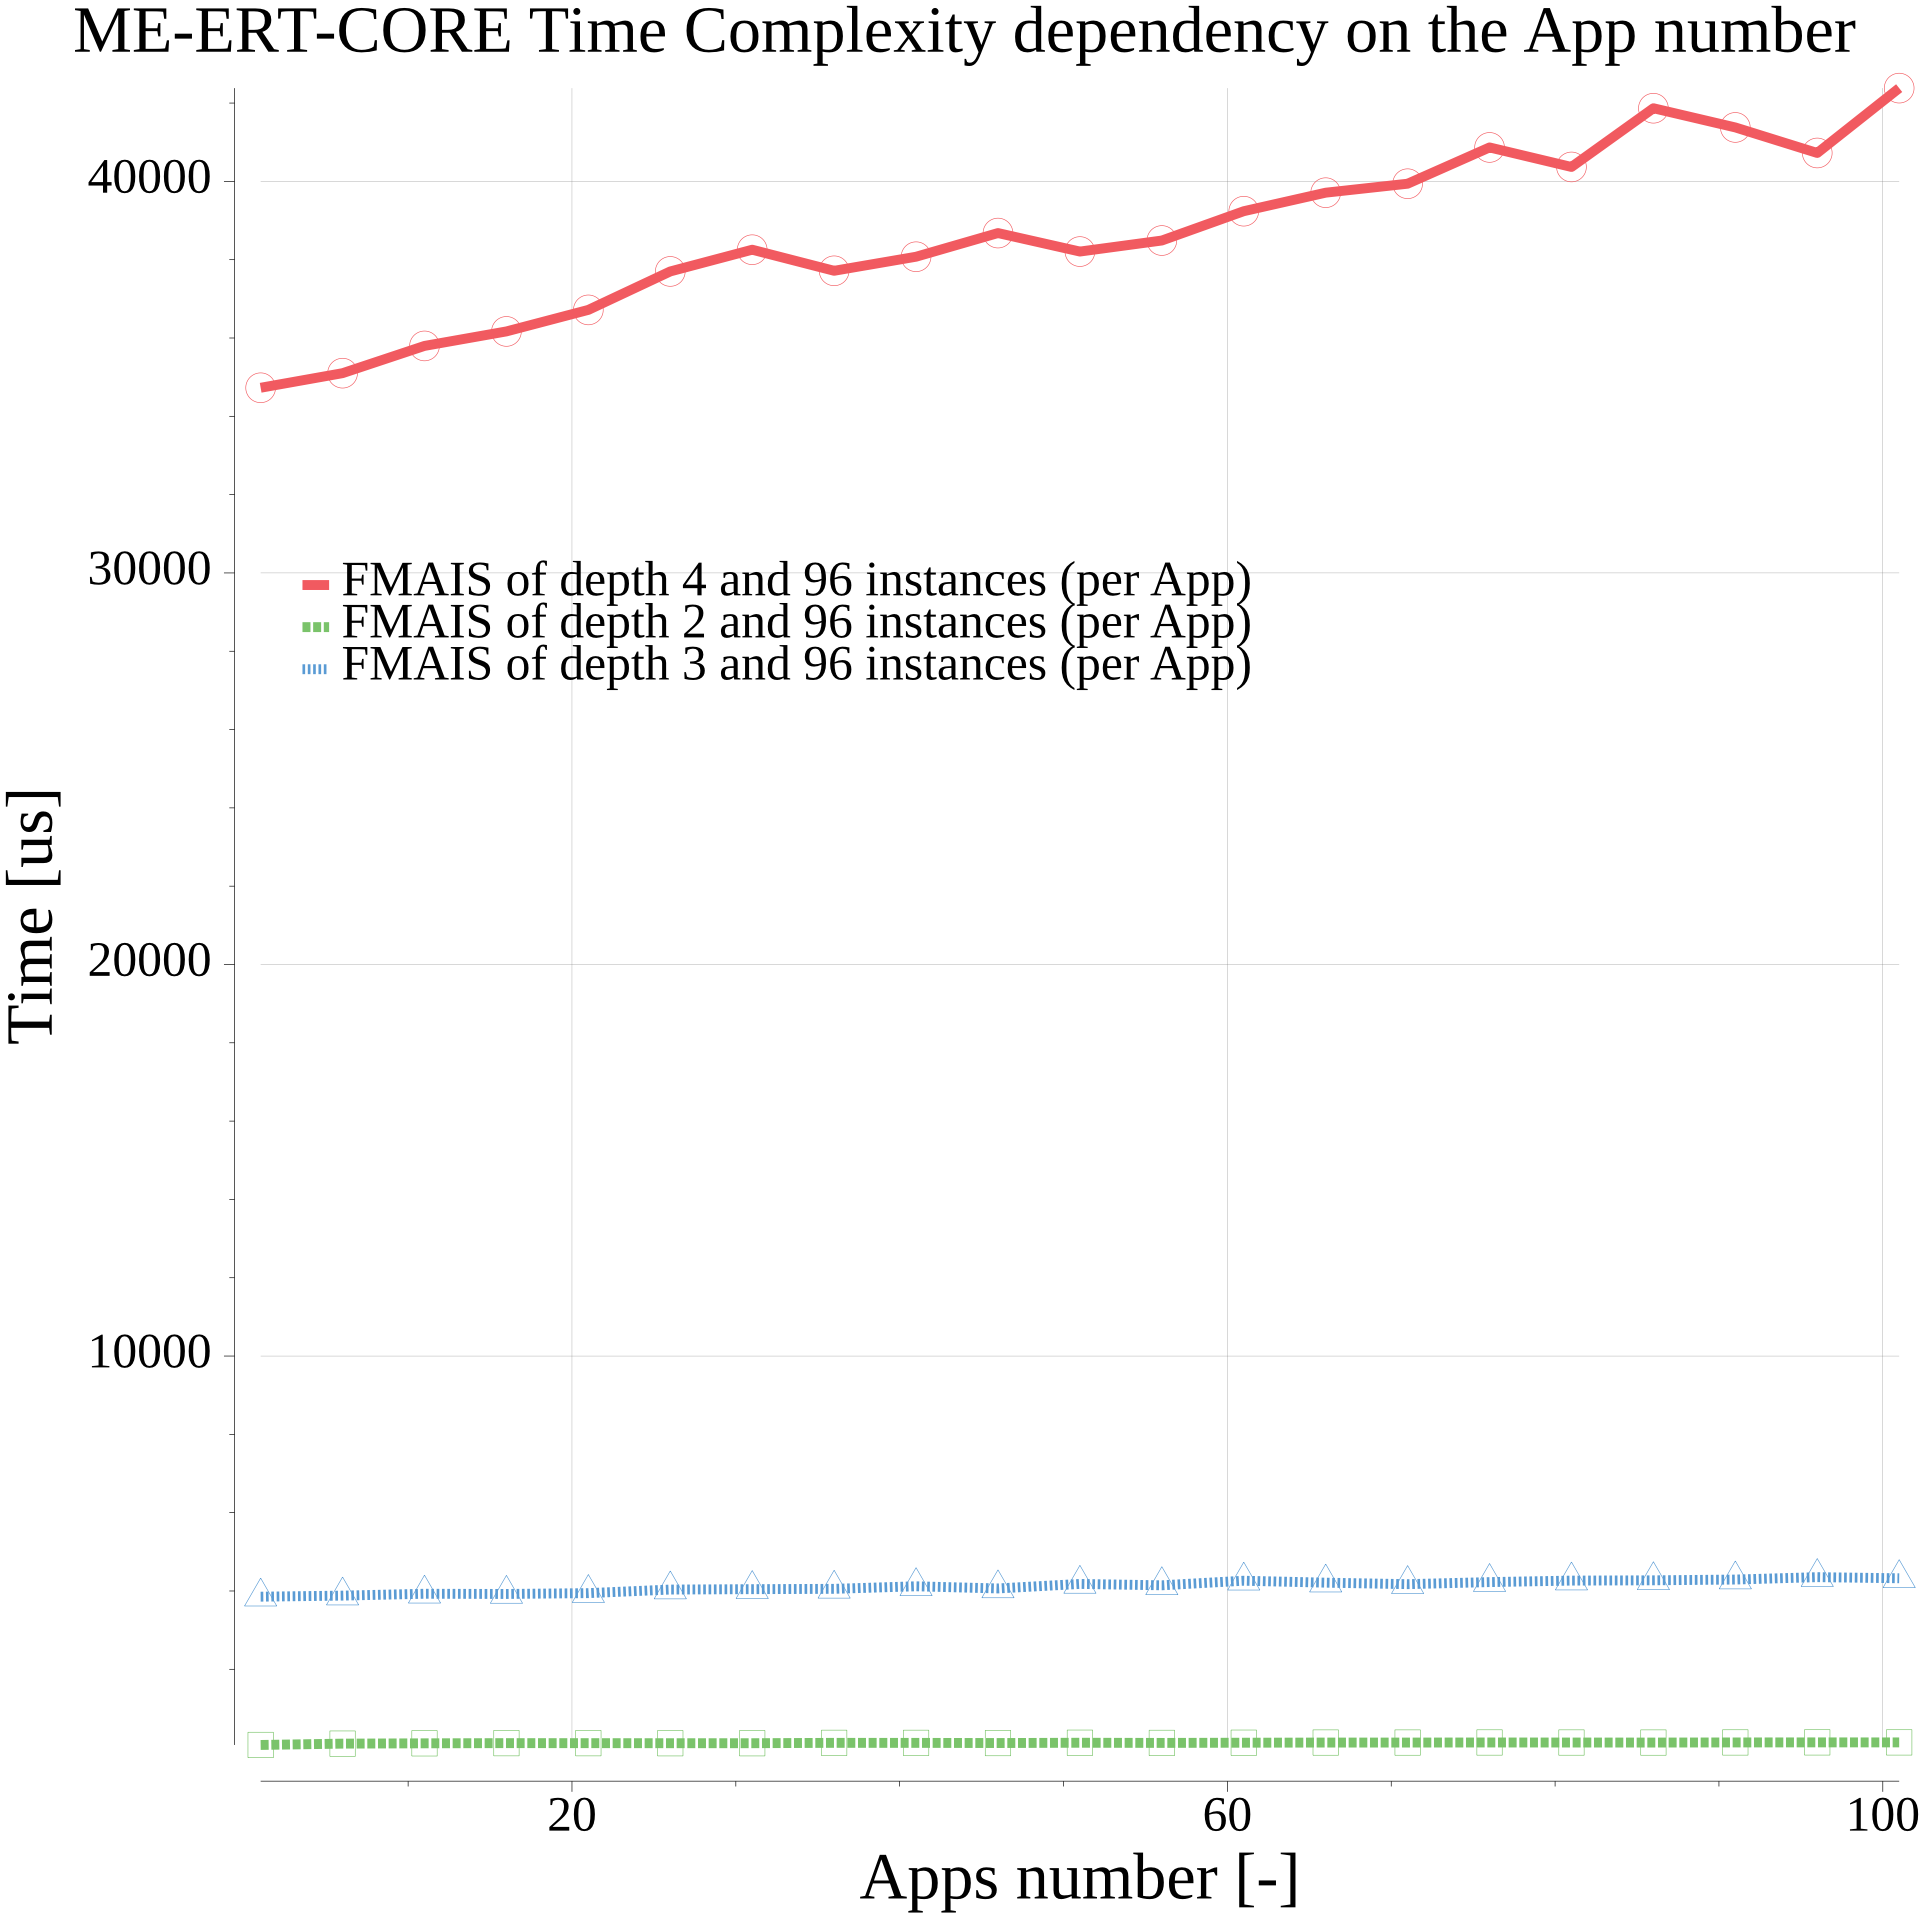 ME-ERT-CORE Time Complexity dependency on the App number
40000
30000
FMAIS of depth 4 and 96 instances (per App)
FMAIS of depth 2 and 96 instances (per App)
FMAIS of depth 3 and 96 instances (per App)
Time [us]
20000
10000
20
60
100
Apps number [-]